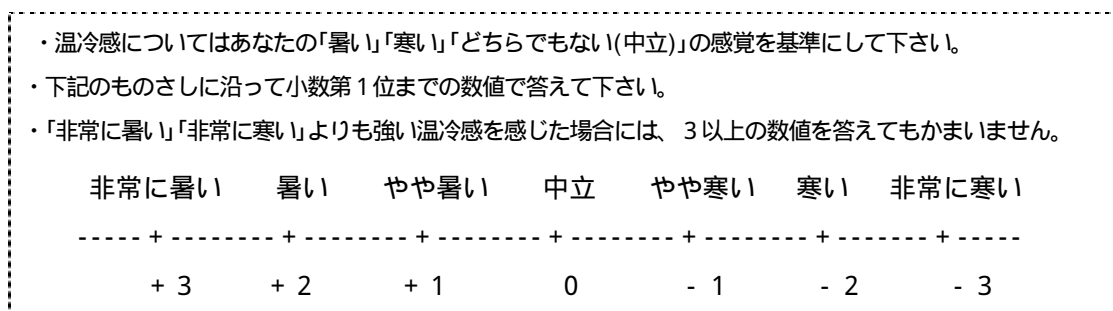 ・温冷感についてはあなたの「暑い」「寒い」「どちらでもない(中立)」の感覚を基準にして下さい。
・下記のものさしに沿って小数第1位までの数値で答えて下さい。
・「非常に暑い」「非常に寒い」よりも強い温冷感を感じた場合には、 3以上の数値を答えてもかまいません。
非常に暑い 暑い やや暑い 中立 やや寒い 寒い 非常に寒い
-----+--------+--------+--------+--------+--------+-------+-----
+3 +2 +1 0 -1 -2 -3